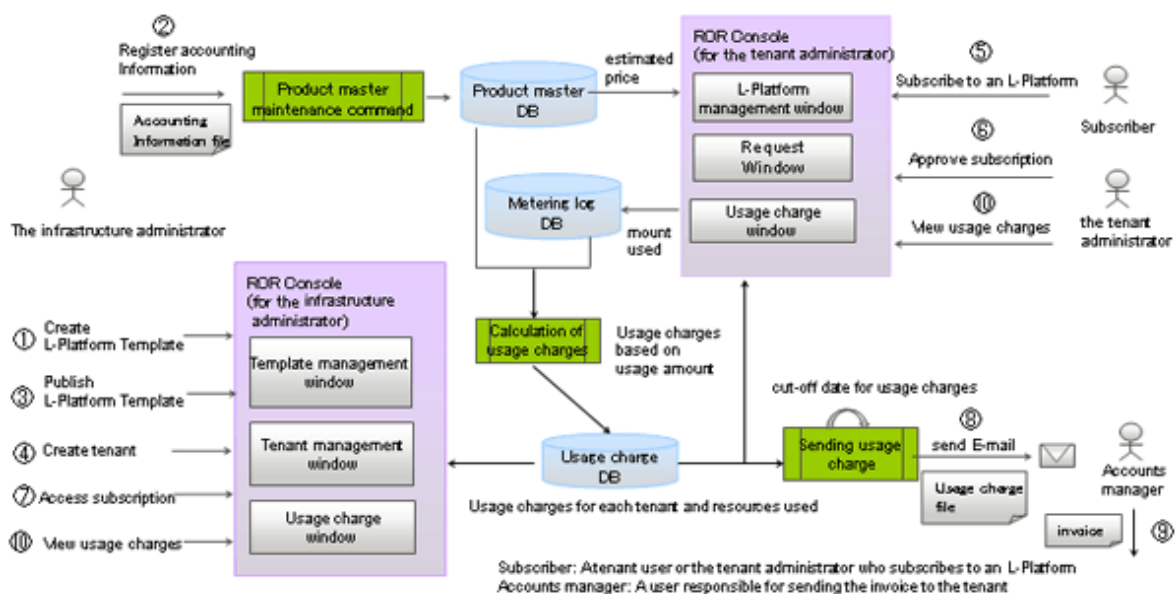 ②
Register accounting
Information
Accounting
Information file
The infrastructure administrator
Product master
maintenance command
Product master
DB
estimated
price
ROR Console
(for the tenant administrator)
L-Platform
management window
Request
Window
Usage charge
window
⑤
Subscribe to an L-Platform
Subscriber
⑥
Approve subscription
⑩
View usage charges
the tenant
administrator
Metering log
DB
mount
used
ROR Console
(for the infrastructure
administrator)
Template management
window
Tenant management
window
Usage charge
window
① Create
L-Platform Template
③ Publish
L-Platform Template
④ Create tenant
⑦ Access subscription
⑩ View usage charges
Calculation of
usage charges
Usage charges
based on
usage amount
Usage charge
DB
Usage charges for each tenant and resources used
cut-off date for usage charges
Sending usage
charge
⑧
send E-mail
Usage charge
file
Accounts
manager
invoice
⑨
Subscriber: Atenant user or the tenant administrator who subscribes to an L-Platform
Accounts manager: A user responsible for sending the invoice to the tenant